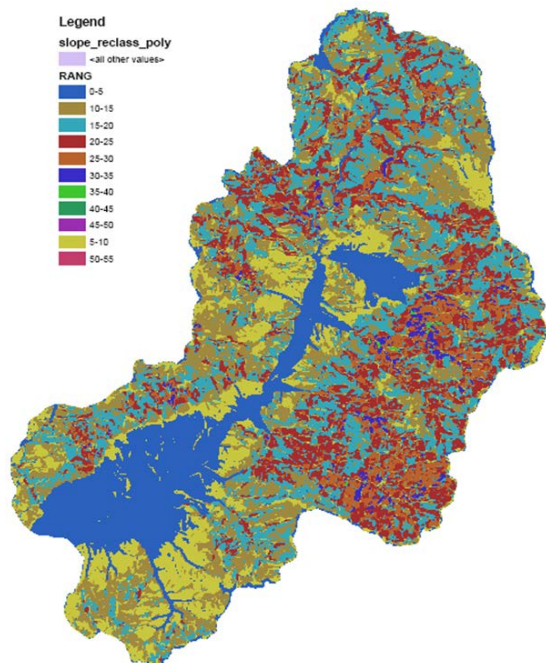 Legend
slope_reclass_poly
<all other values>
RANG
0-5
10-15
15-20
20-25
25-30
30-35
35-40
40-45
45-50
5-10
50-55